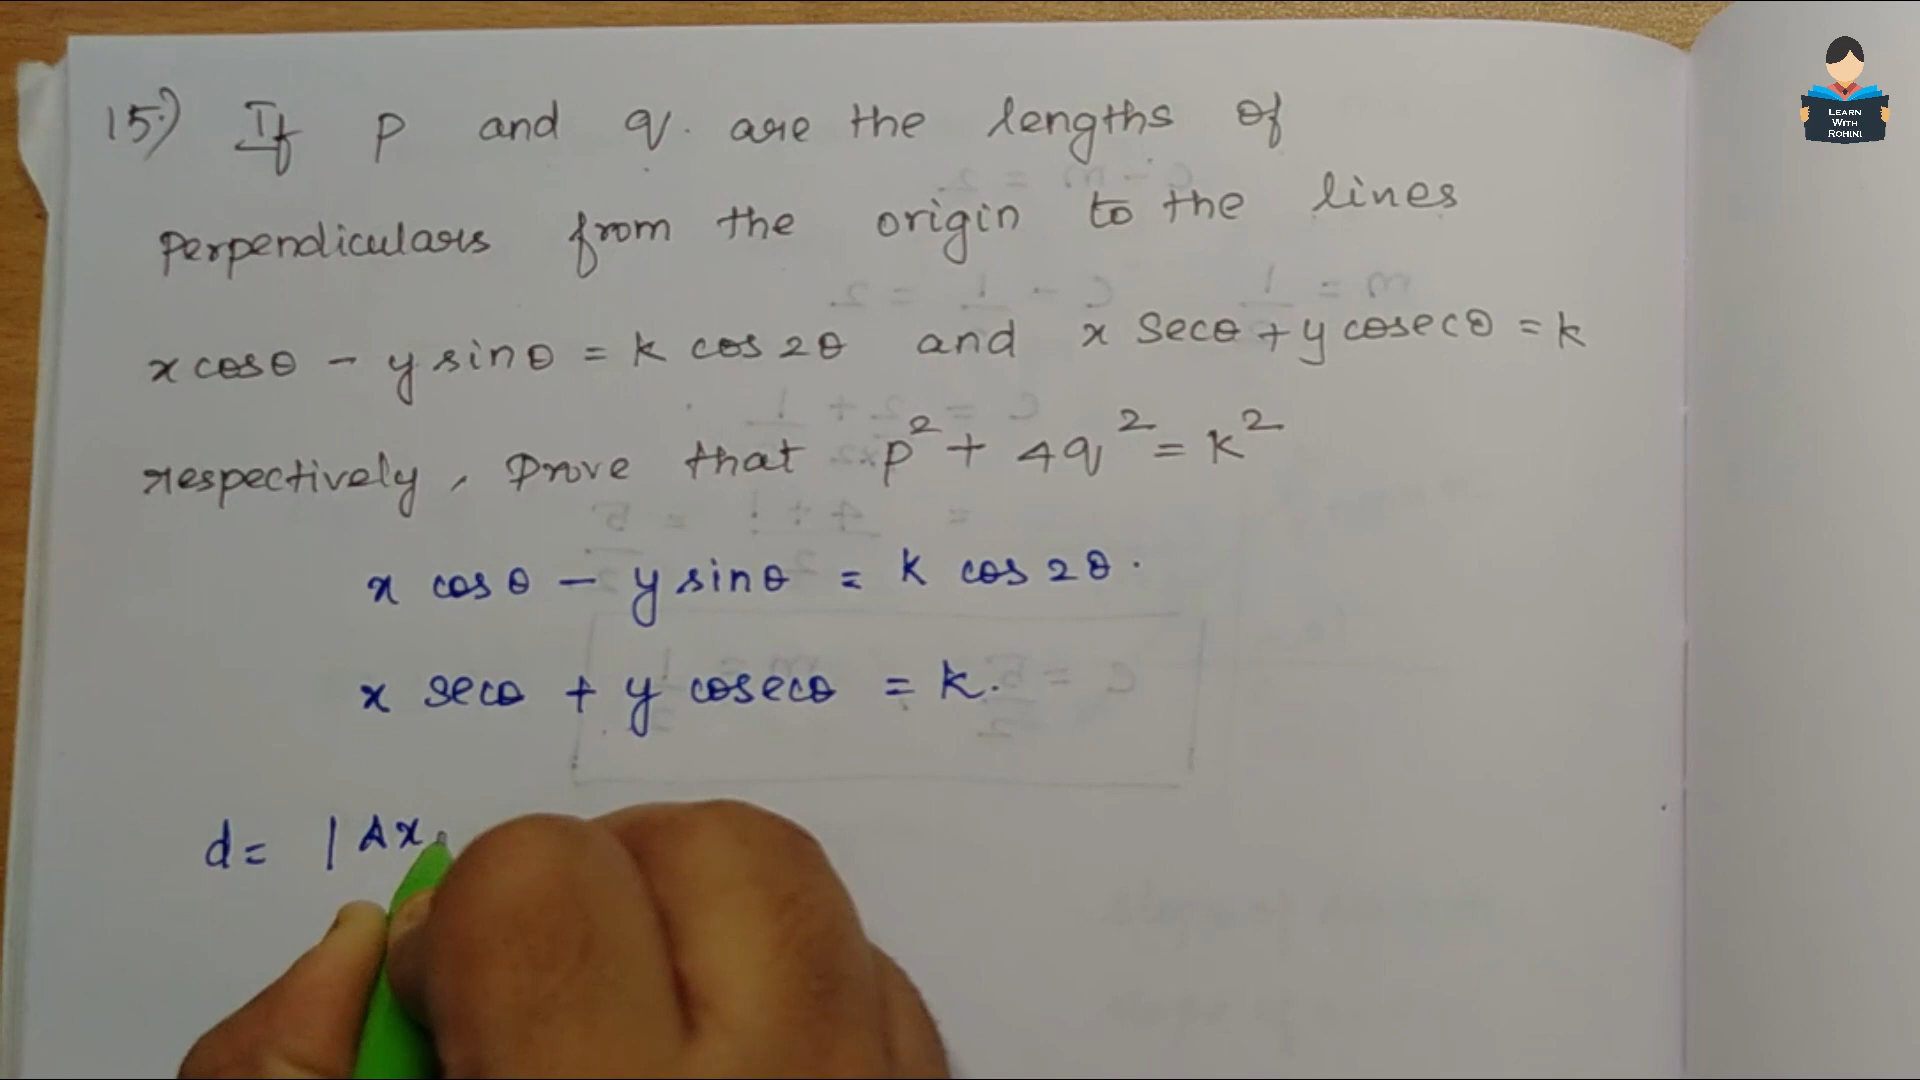 15.) If p and q. are the lengths of
perpendiculars from the origin to the lines
x cosθ - y sinθ = k cos 2θ and x secθ + y cosecθ = k
respectively, prove that p² + 4q² = k²
x cosθ - y sinθ = k cos 2θ.
x secθ + y cosecθ = k.
d = | Ax
LEARN
WITH
ROHINI